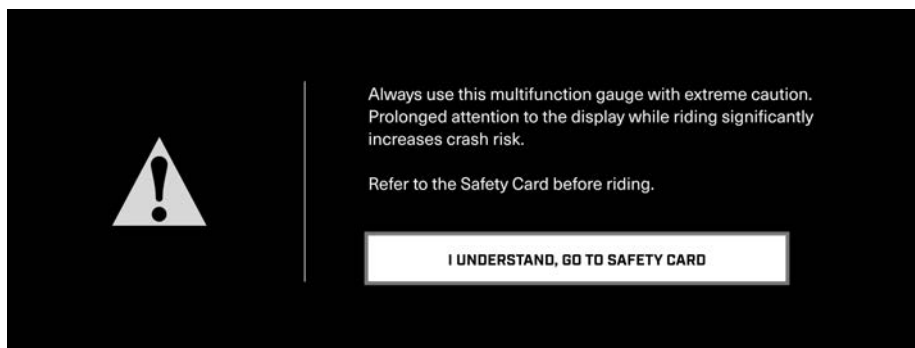 Always use this multifunction gauge with extreme caution.
Prolonged attention to the display while riding significantly
increases crash risk.
Refer to the Safety Card before riding.
I UNDERSTAND, GO TO SAFETY CARD